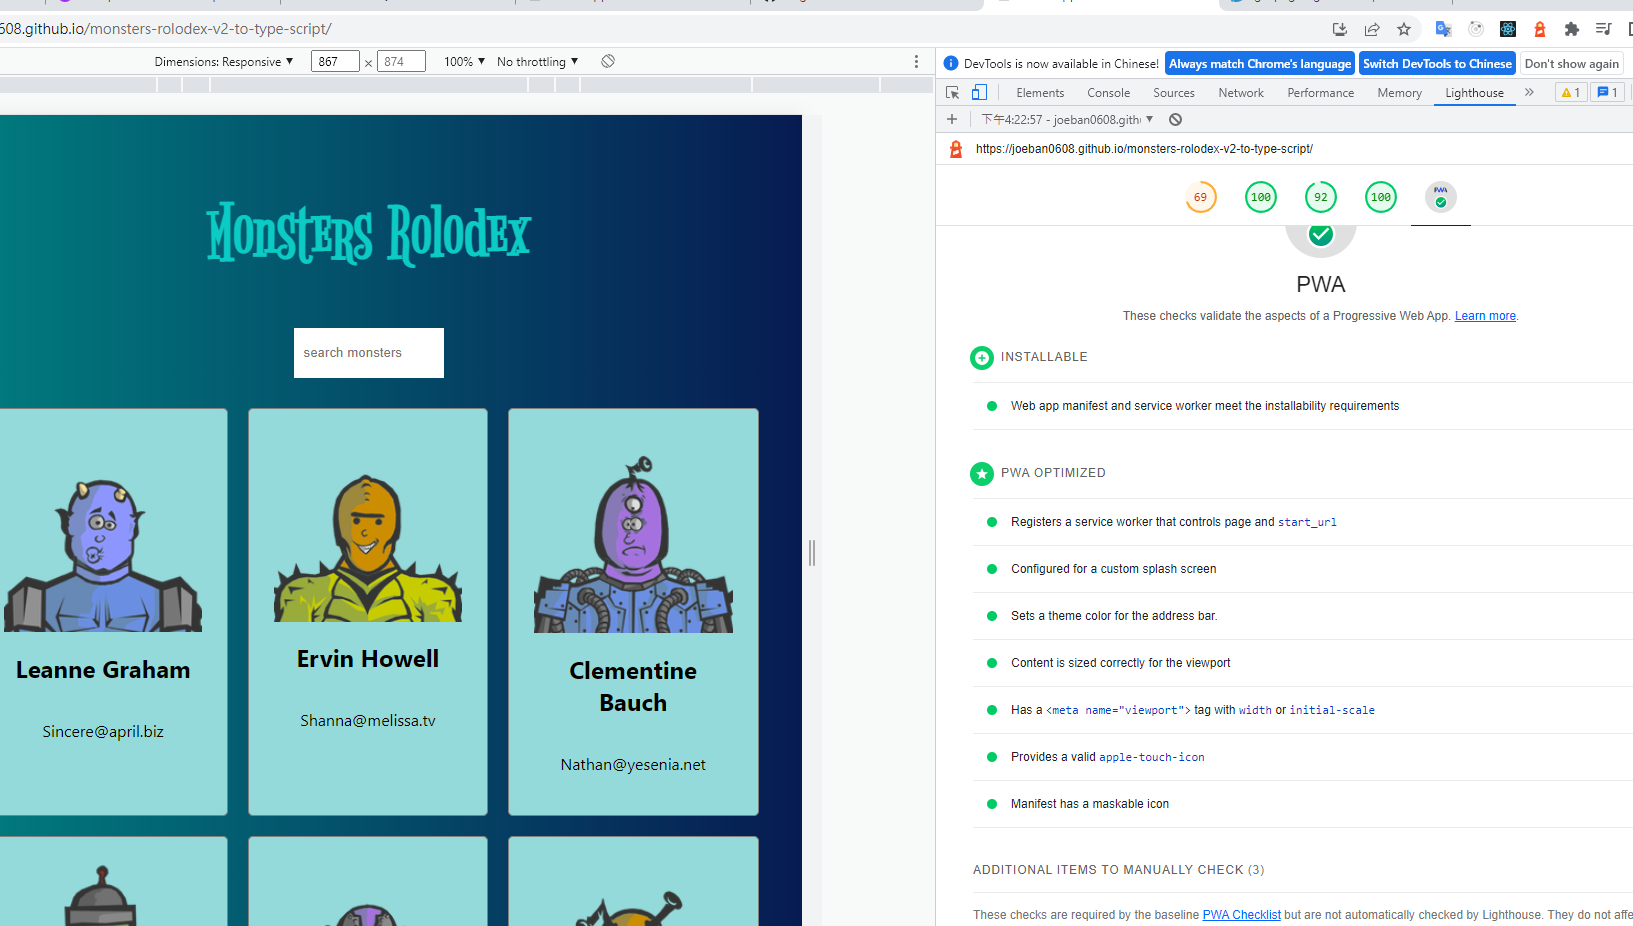 0608.github.io/monsters-rolodex-v2-to-type-script/
Dimensions: Responsive ▼ 867 × 874 100% ▼ No throttling ▼
DevTools is now available in Chinese! Always match Chrome's language Switch DevTools to Chinese Don't show again
Elements Console Sources Network Performance Memory Lighthouse » 1 1
下午4:22:57 - joeban0608.githu ▼
https://joeban0608.github.io/monsters-rolodex-v2-to-type-script/
69 100 92 100 PWA
PWA
These checks validate the aspects of a Progressive Web App. Learn more.
INSTALLABLE
Web app manifest and service worker meet the installability requirements
PWA OPTIMIZED
Registers a service worker that controls page and start_url
Configured for a custom splash screen
Sets a theme color for the address bar.
Content is sized correctly for the viewport
Has a <meta name="viewport"> tag with width or initial-scale
Provides a valid apple-touch-icon
Manifest has a maskable icon
ADDITIONAL ITEMS TO MANUALLY CHECK (3)
These checks are required by the baseline PWA Checklist but are not automatically checked by Lighthouse. They do not affe
Monsters Rolodex
search monsters
Leanne Graham
Sincere@april.biz
Ervin Howell
Shanna@melissa.tv
Clementine
Bauch
Nathan@yesenia.net